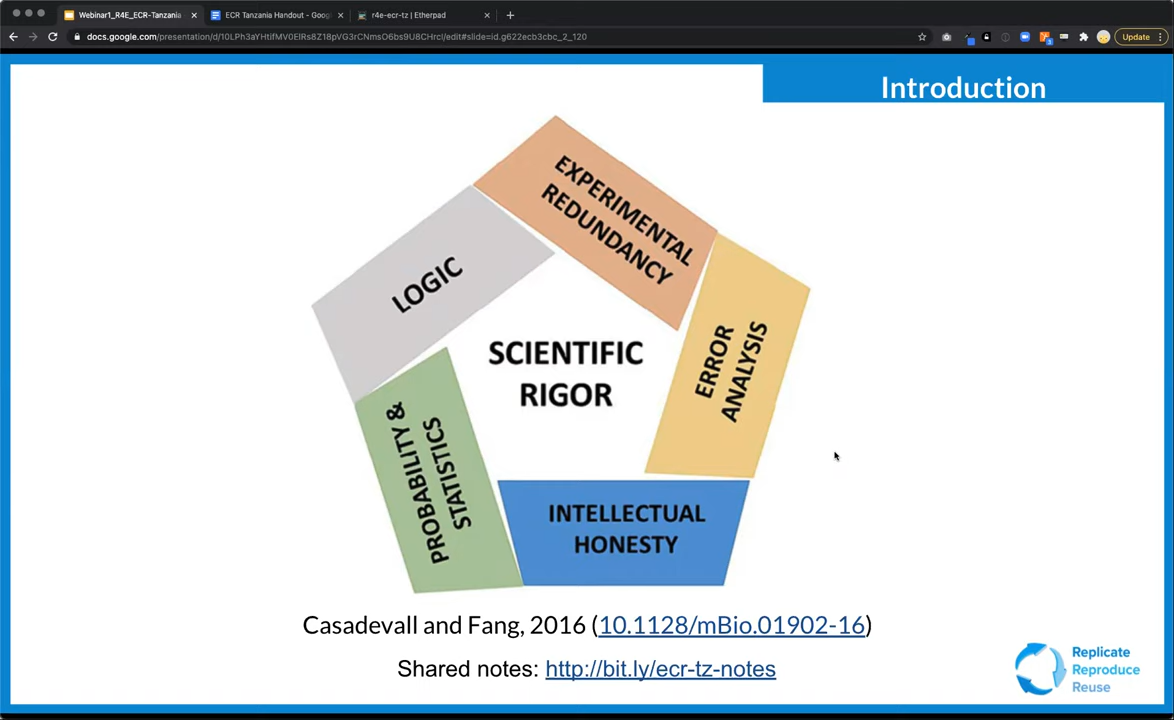 Webinar1_R4E_ECR-Tanzania
ECR Tanzania Handout - Goog
r4e-ecr-tz | Etherpad
docs.google.com/presentation/d/10LPh3aYHtifMV0EIRs8Z18pVG3rCNmsO6bs9U8CHrcI/edit#slide=id.g622ecb3cbc_2_120
Update
Introduction
EXPERIMENTAL
REDUNDANCY
LOGIC
ERROR
ANALYSIS
SCIENTIFIC
RIGOR
PROBABILITY &
STATISTICS
INTELLECTUAL
HONESTY
Casadevall and Fang, 2016 (10.1128/mBio.01902-16)
Shared notes: http://bit.ly/ecr-tz-notes
Replicate
Reproduce
Reuse